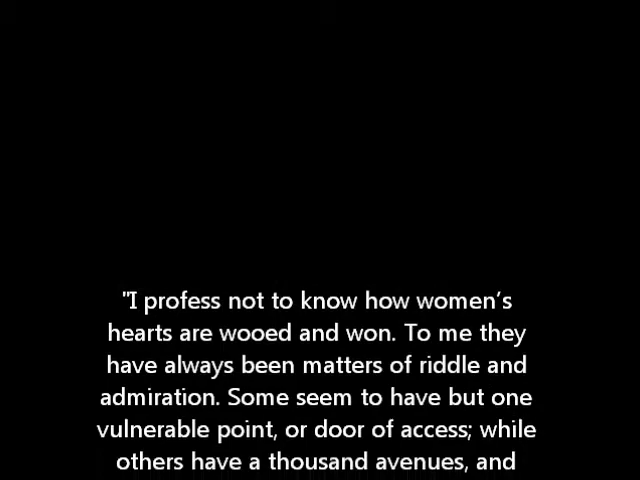 "I profess not to know how women’s
hearts are wooed and won. To me they
have always been matters of riddle and
admiration. Some seem to have but one
vulnerable point, or door of access; while
others have a thousand avenues, and